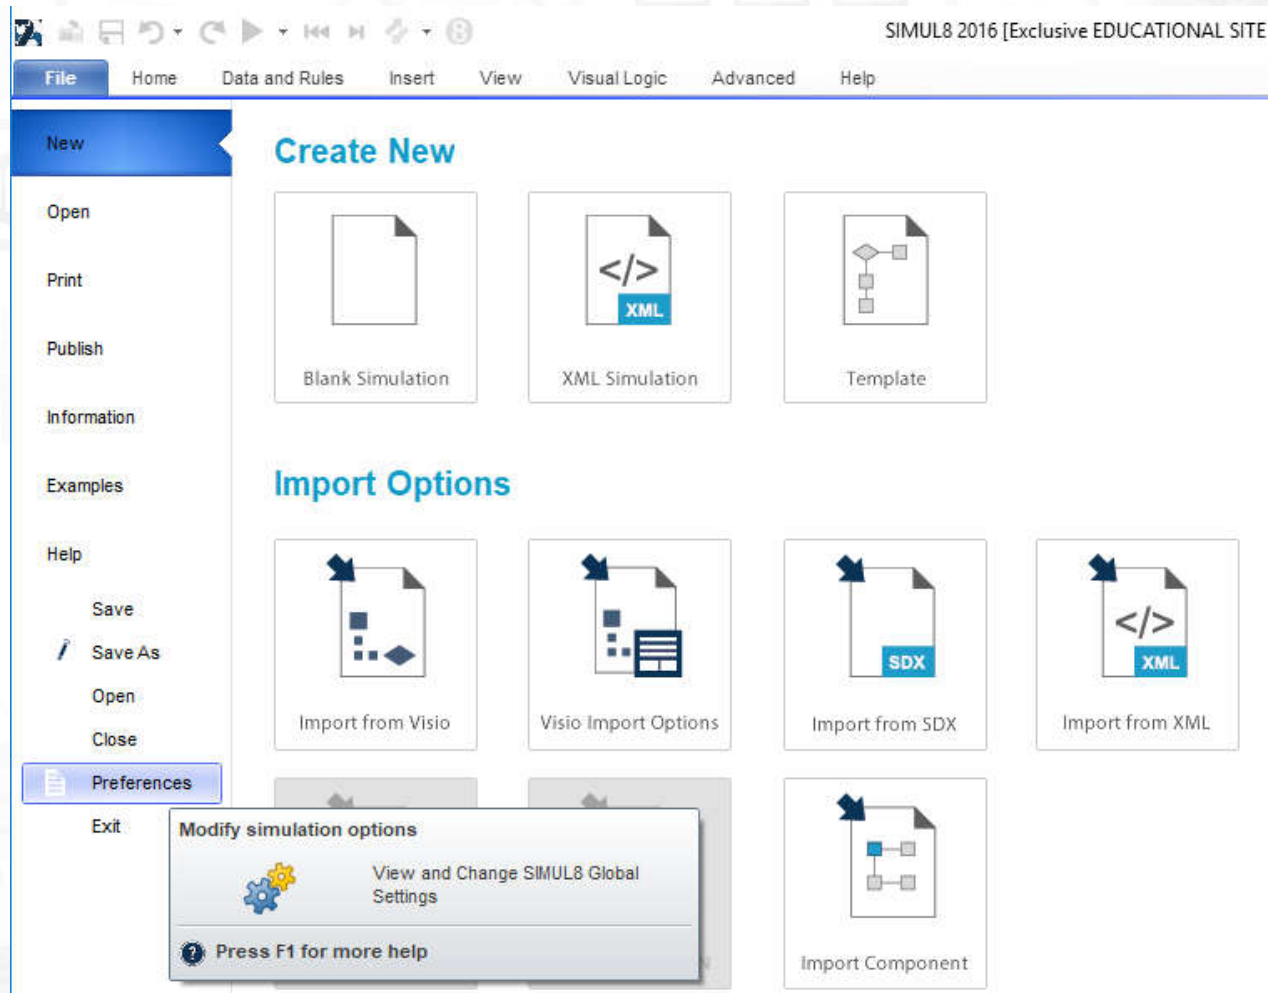 SIMUL8 2016 [Exclusive EDUCATIONAL SITE
File Home Data and Rules Insert View Visual Logic Advanced Help
New
Open
Print
Publish
Information
Examples
Help
Save
Save As
Open
Close
Preferences
Exit
Create New
</>
XML
Blank Simulation XML Simulation Template
Import Options
SDX
</>
XML
Import from Visio Visio Import Options Import from SDX Import from XML
Modify simulation options
View and Change SIMUL8 Global
Settings
? Press F1 for more help
Import Component